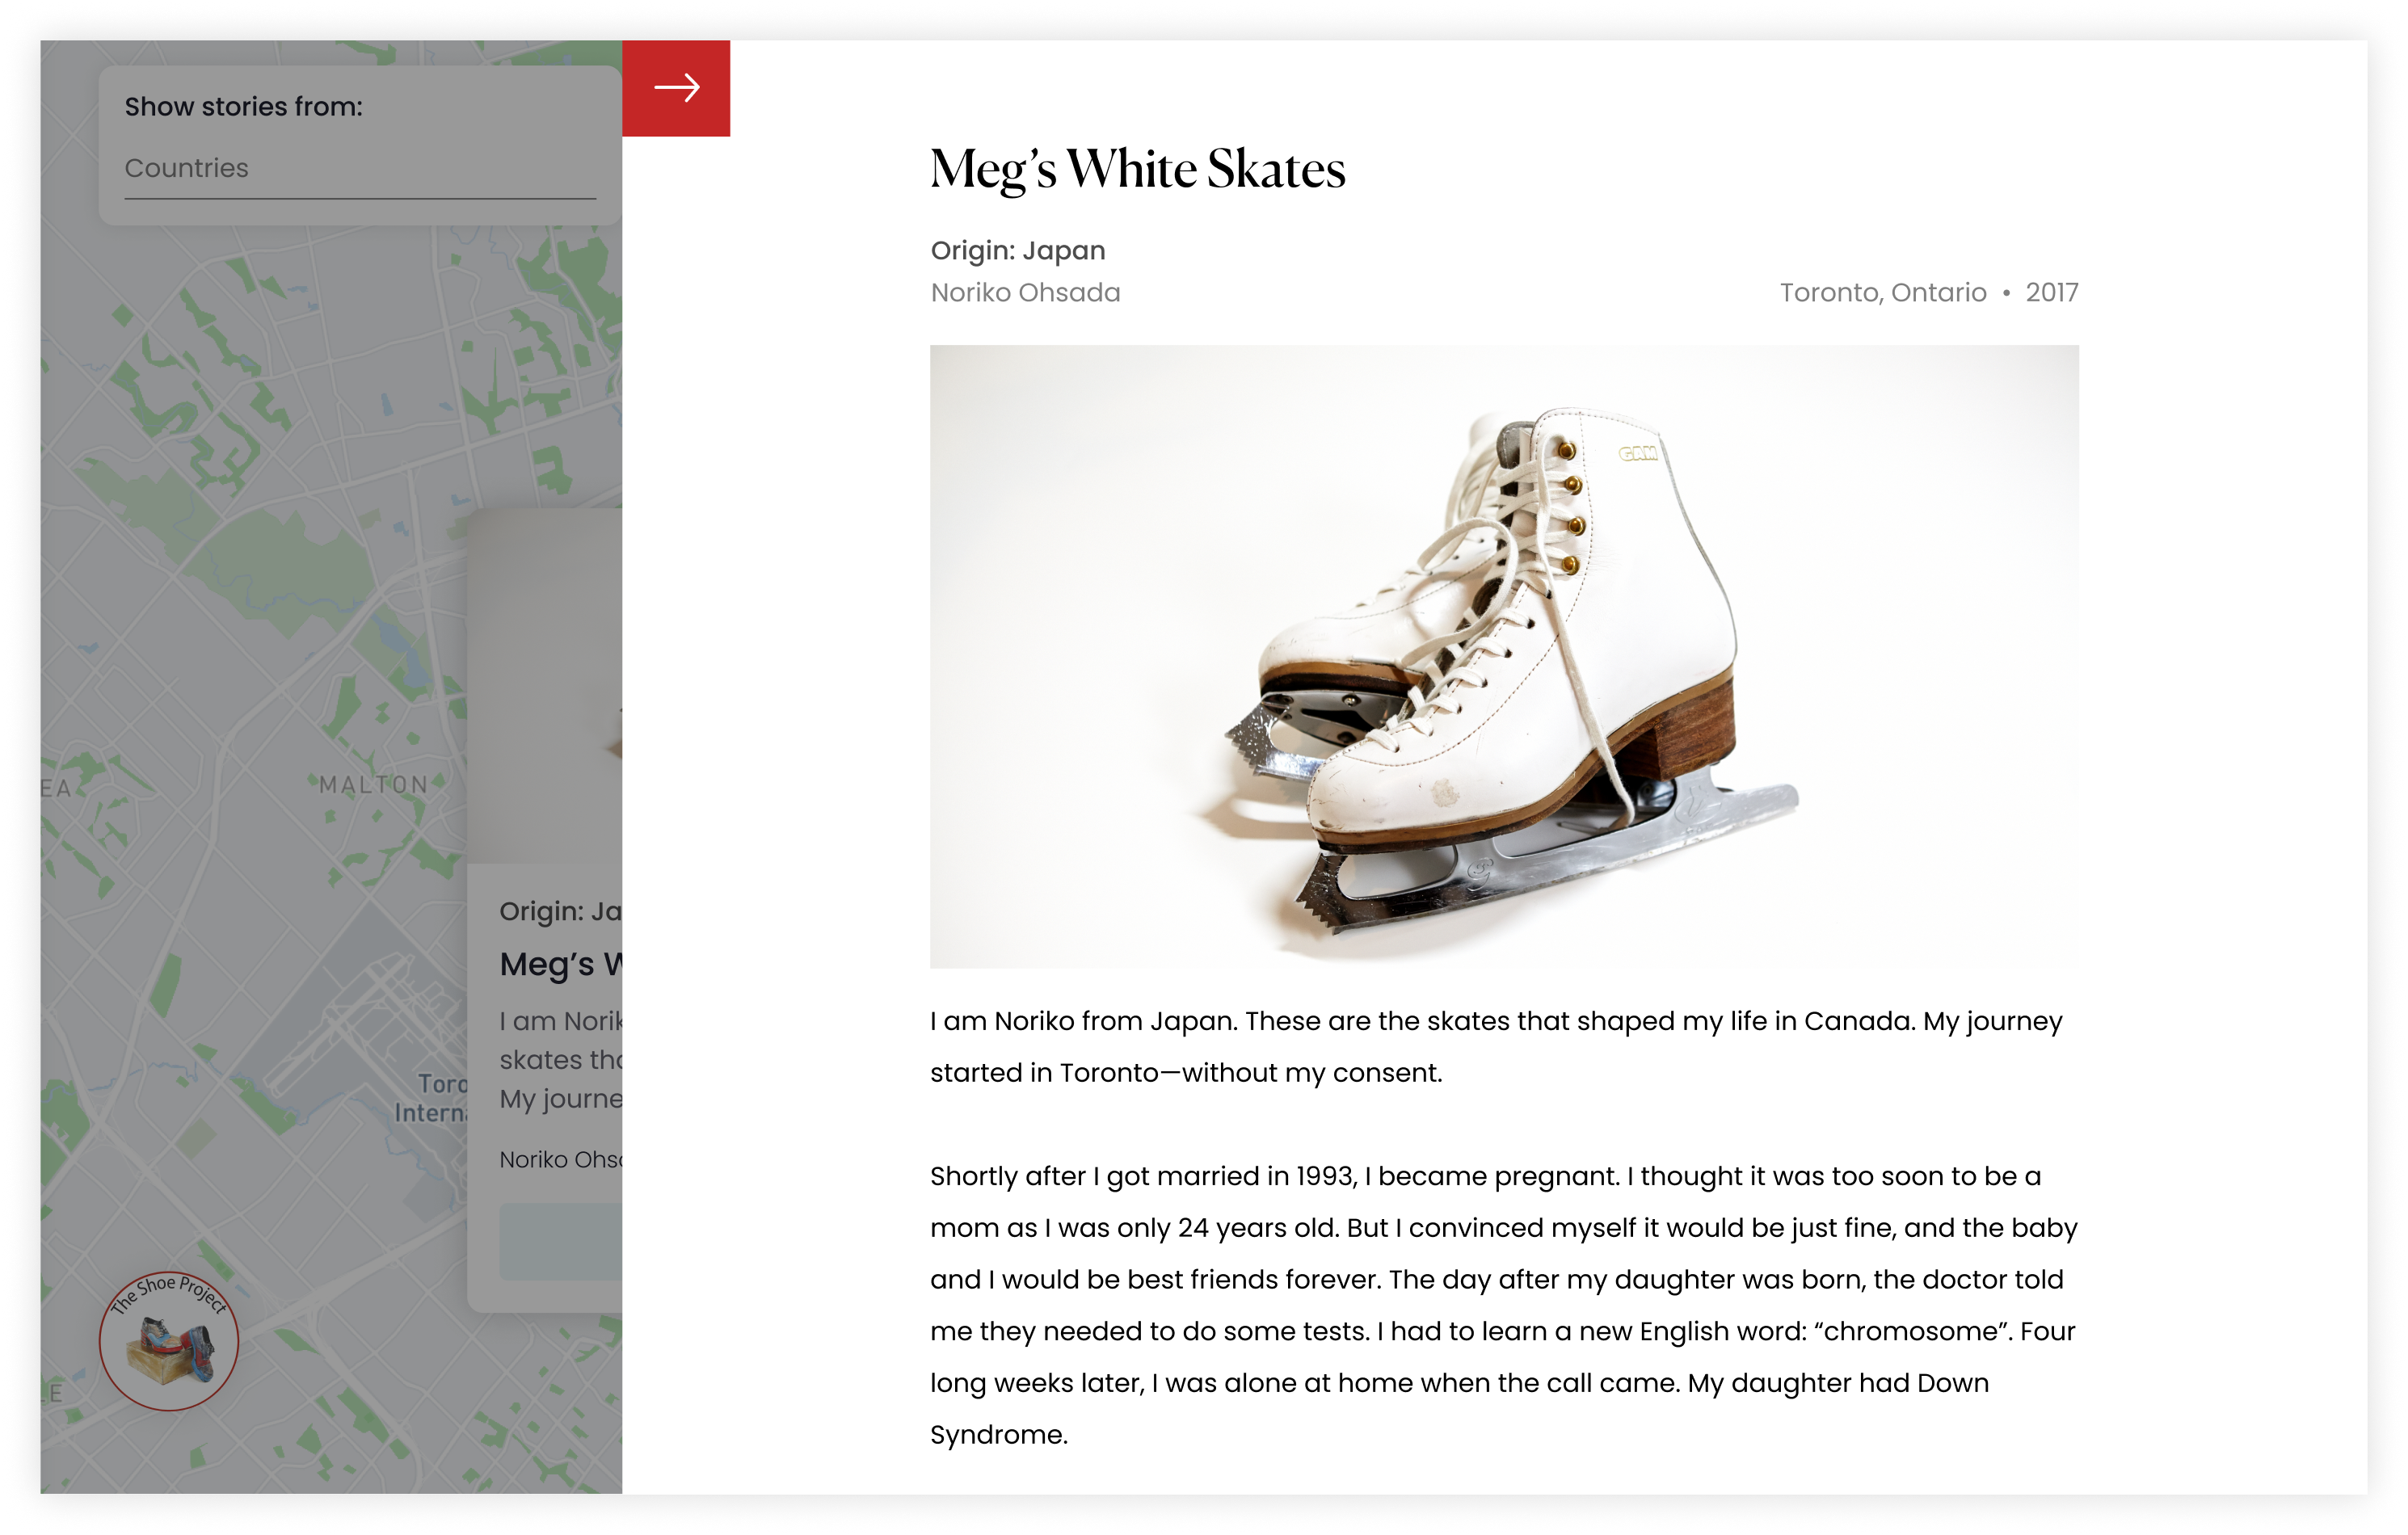 Show stories from:
Countries
EA
MALTON
Toro
Interna
LE
Origin: Ja
Meg’s W
I am Norik
skates tha
My journe
Noriko Ohsa
The Shoe Project
→
Meg’s White Skates
Origin: Japan
Noriko Ohsada
Toronto, Ontario • 2017
GAM
I am Noriko from Japan. These are the skates that shaped my life in Canada. My journey
started in Toronto—without my consent.
Shortly after I got married in 1993, I became pregnant. I thought it was too soon to be a
mom as I was only 24 years old. But I convinced myself it would be just fine, and the baby
and I would be best friends forever. The day after my daughter was born, the doctor told
me they needed to do some tests. I had to learn a new English word: “chromosome”. Four
long weeks later, I was alone at home when the call came. My daughter had Down
Syndrome.